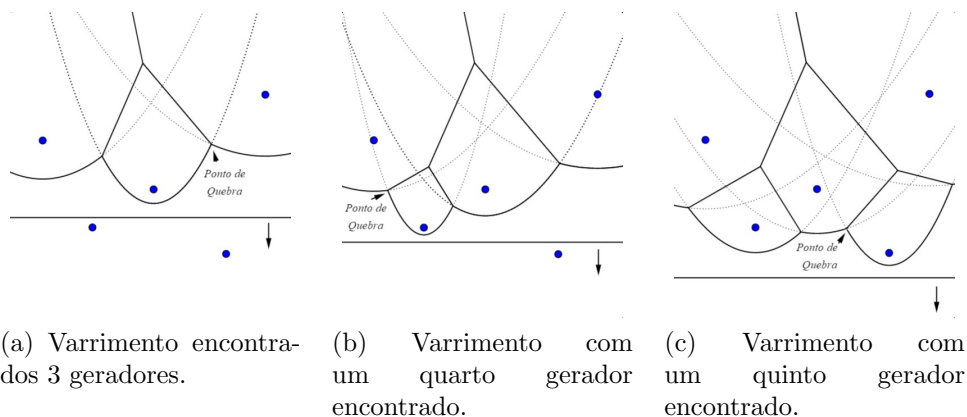 Ponto de
Quebra
Ponto de
Quebra
Ponto de
Quebra
(a) Varrimento encontra-
dos 3 geradores.
(b) Varrimento com
um quarto gerador
encontrado.
(c) Varrimento com
um quinto gerador
encontrado.